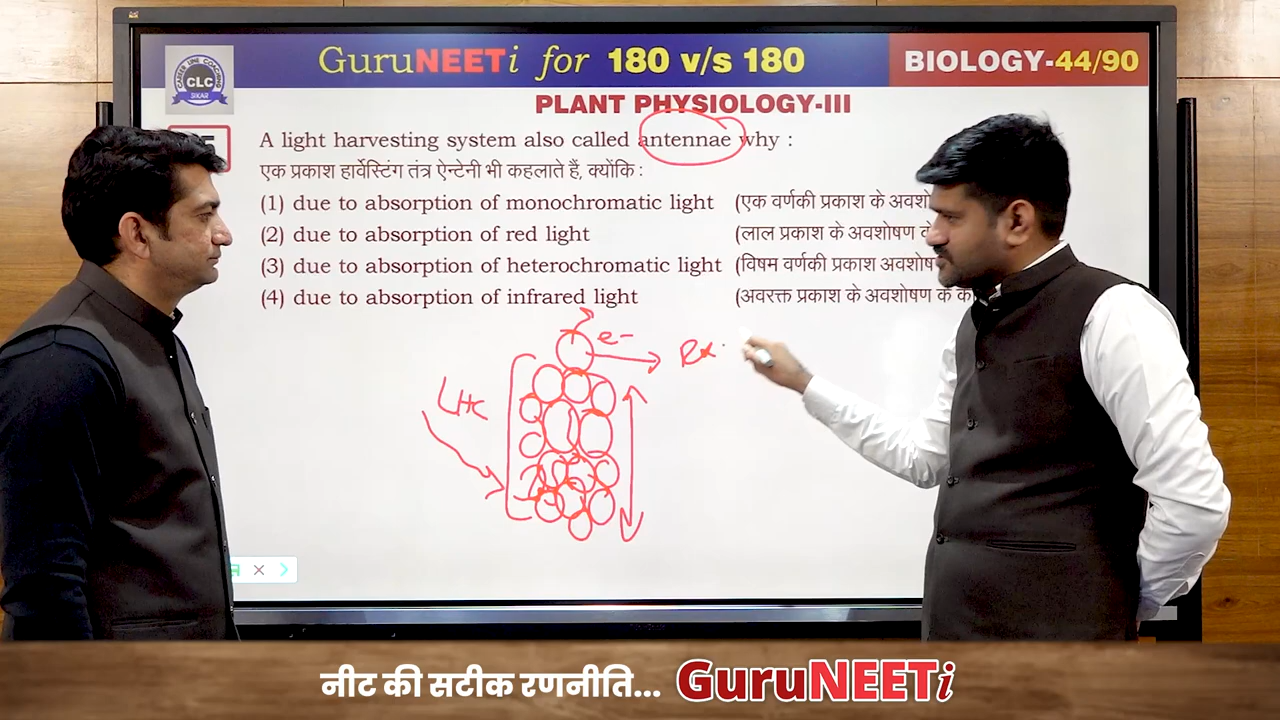 GuruNEETi for 180 v/s 180
BIOLOGY-44/90
CLC
SIKAR
PLANT PHYSIOLOGY-III
A light harvesting system also called antennae why :
एक प्रकाश हार्वेस्टिंग तंत्र ऐन्टेनी भी कहलाते हैं, क्योंकि :
(1) due to absorption of monochromatic light (एक वर्णकी प्रकाश के
(2) due to absorption of red light (लाल प्रकाश के अवशोषण
(3) due to absorption of heterochromatic light (विषम वर्णकी प्रकाश
(4) due to absorption of infrared light (अवरक्त प्रकाश के अवशोषण के
e-
Rx
LHC
नीट की सटीक रणनीति... GuruNEETi